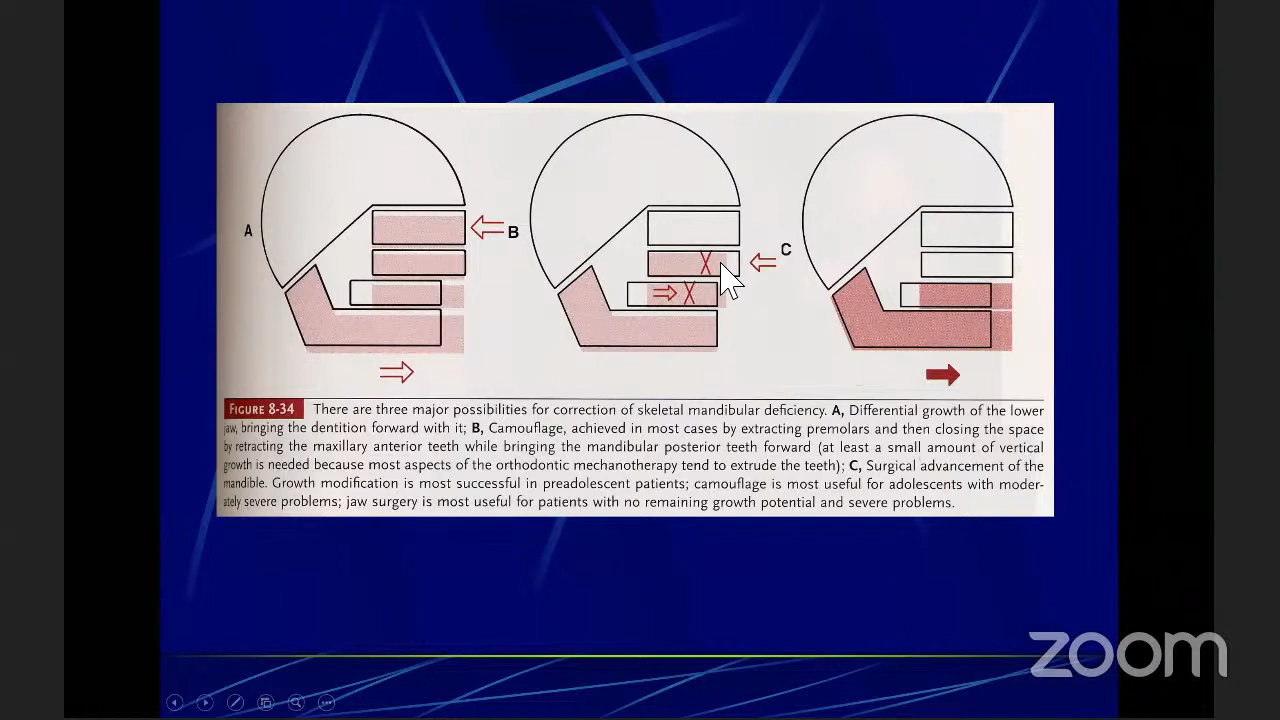 A
B
C
X
X
FIGURE 8-34 There are three major possibilities for correction of skeletal mandibular deficiency. A, Differential growth of the lower
jaw, bringing the dentition forward with it; B, Camouflage, achieved in most cases by extracting premolars and then closing the space
by retracting the maxillary anterior teeth while bringing the mandibular posterior teeth forward (at least a small amount of vertical
growth is needed because most aspects of the orthodontic mechanotherapy tend to extrude the teeth); C, Surgical advancement of the
mandible. Growth modification is most successful in preadolescent patients; camouflage is most useful for adolescents with moder-
ately severe problems; jaw surgery is most useful for patients with no remaining growth potential and severe problems.
zoom